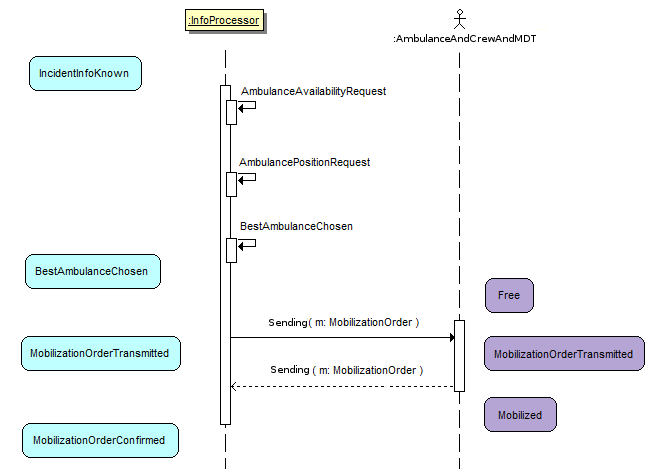 :InfoProcessor
:AmbulanceAndCrewAndMDT
IncidentInfoKnown
AmbulanceAvailabilityRequest
AmbulancePositionRequest
BestAmbulanceChosen
BestAmbulanceChosen
Free
Sending( m: MobilizationOrder )
MobilizationOrderTransmitted
MobilizationOrderTransmitted
Sending ( m: MobilizationOrder )
Mobilized
MobilizationOrderConfirmed